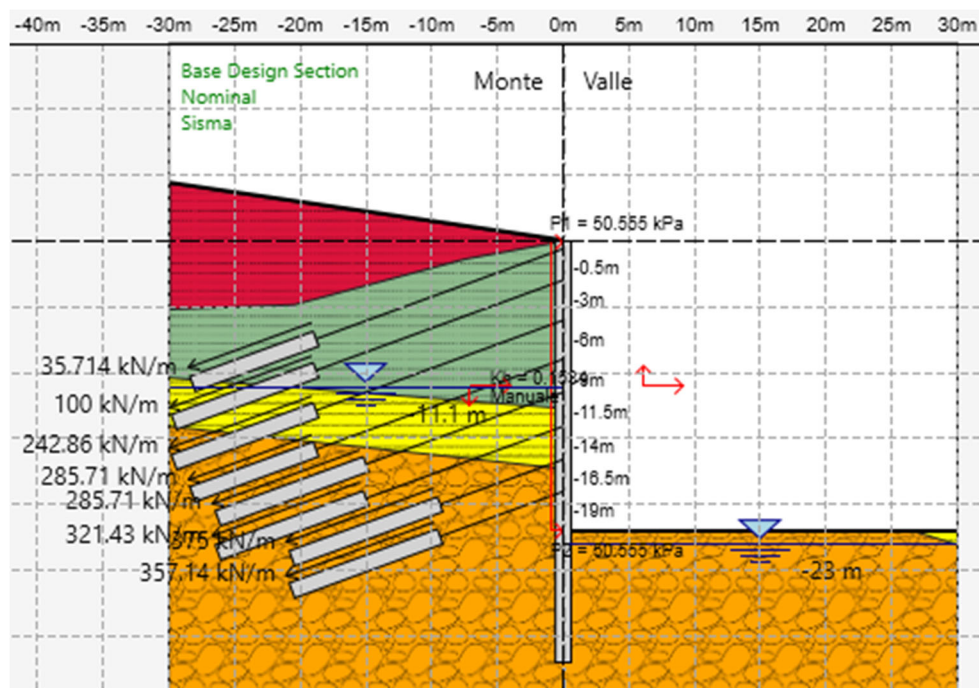 -40m -35m -30m -25m -20m -15m -10m -5m 0m 5m 10m 15m 20m 25m 30m
Base Design Section
Nominal
Sisma
Monte Valle
P1 = 50.555 kPa
-0.5m
-3m
-6m
35.714 kN/m
-9m
Manuale
100 kN/m
-11.1 m
-11.5m
242.86 kN/m
-14m
285.71 kN/m
-16.5m
285.71 kN/m
-19m
321.43 kN/m
375 kN/m
P2 = 50.555 kPa
357.14 kN/m
-23 m